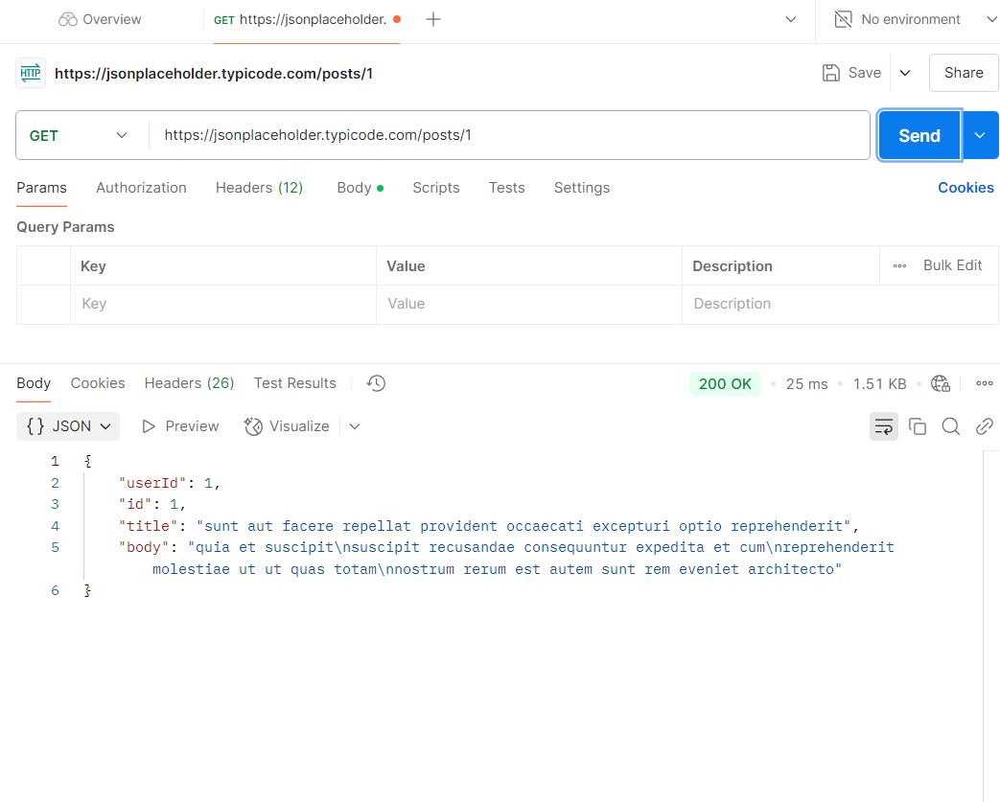 Overview
GET https://jsonplaceholder.
No environment
HTTP https://jsonplaceholder.typicode.com/posts/1
Save
Share
GET
https://jsonplaceholder.typicode.com/posts/1
Send
Params Authorization Headers (12) Body Scripts Tests Settings Cookies
Query Params
Key Value Description Bulk Edit
Key Value Description
Body Cookies Headers (26) Test Results 200 OK 25 ms 1.51 KB
{} JSON Preview Visualize
1 {
2 "userId": 1,
3 "id": 1,
4 "title": "sunt aut facere repellat provident occaecati excepturi optio reprehenderit",
5 "body": "quia et suscipit\nsuscipit recusandae consequuntur expedita et cum\nreprehenderit
molestiae ut ut quas totam\nnostrum rerum est autem sunt rem eveniet architecto"
6 }